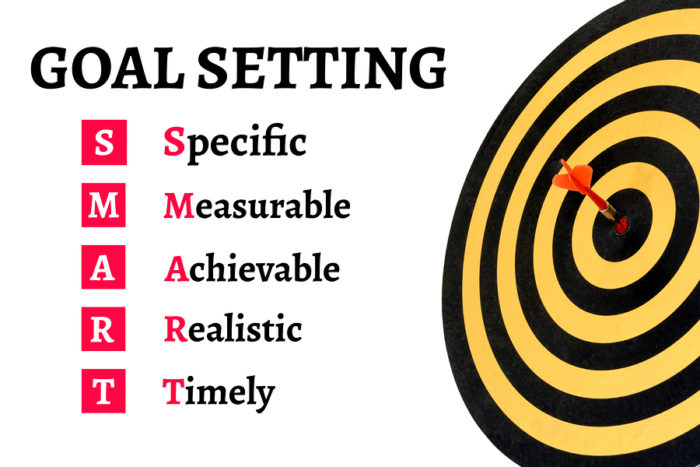 GOAL SETTING
S Specific
M Measurable
A Achievable
R Realistic
T Timely